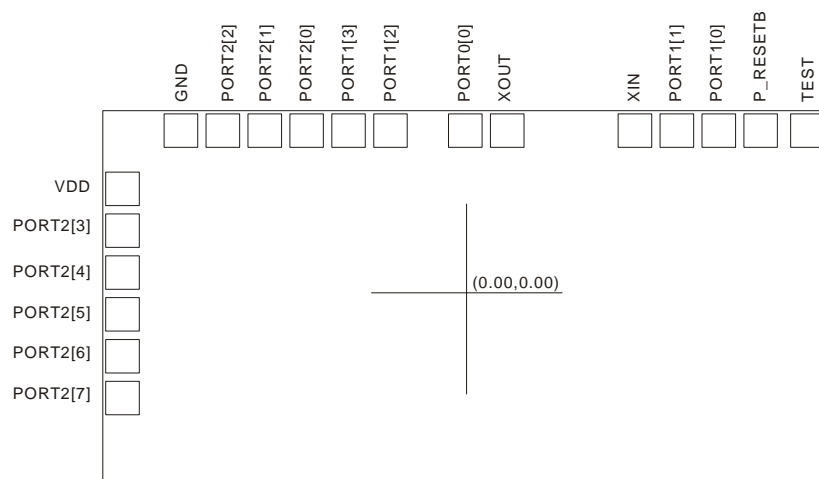 GND
PORT2[2]
PORT2[1]
PORT2[0]
PORT1[3]
PORT1[2]
PORT0[0]
XOUT
XIN
PORT1[1]
PORT1[0]
P_RESETB
TEST
VDD
PORT2[3]
PORT2[4]
PORT2[5]
PORT2[6]
PORT2[7]
(0.00,0.00)